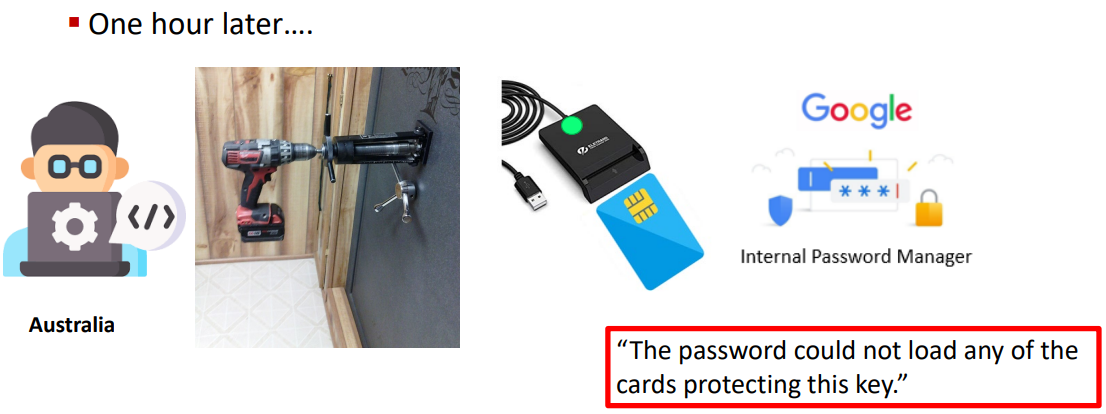 One hour later….
</>
Google
***|
Internal Password Manager
Australia
“The password could not load any of the
cards protecting this key.”